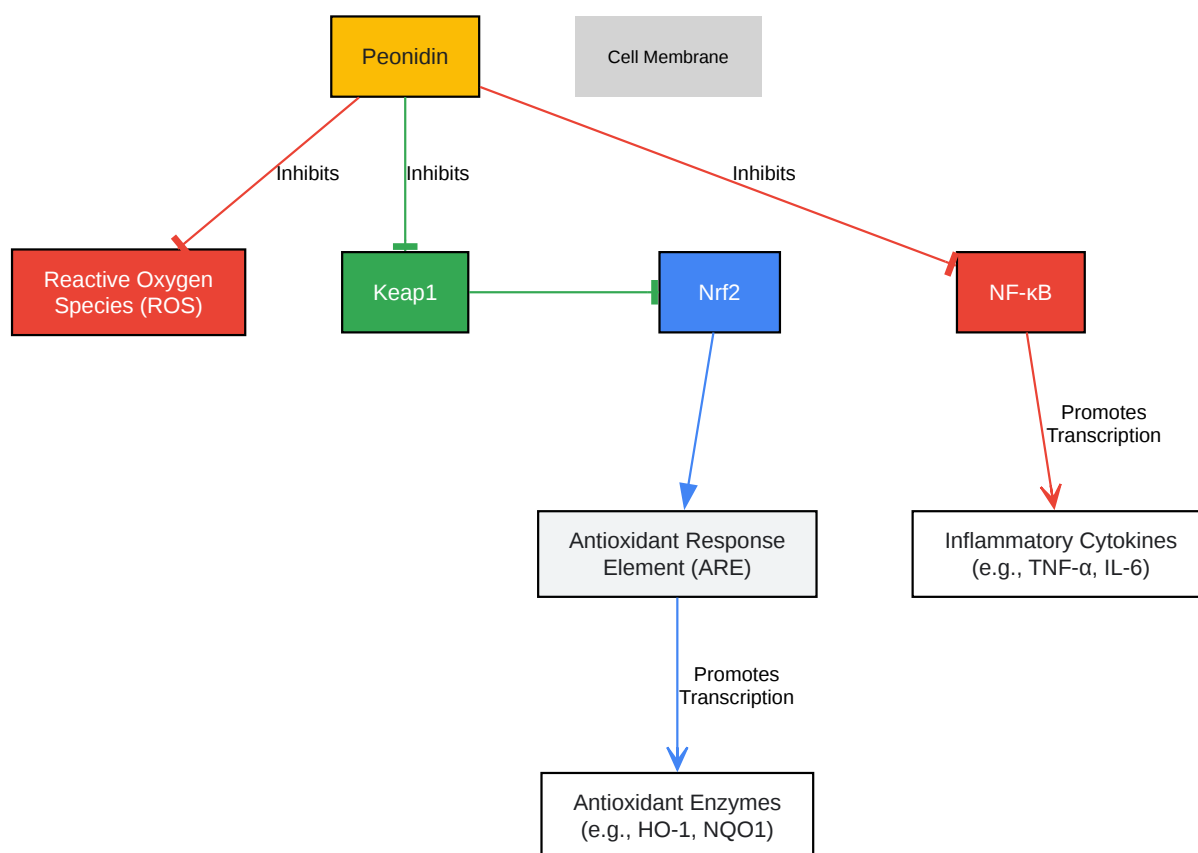 Peonidin
Cell Membrane
Inhibits
Inhibits
Inhibits
Reactive Oxygen
Species (ROS)
Keap1
Nrf2
NF-κB
Promotes
Transcription
Antioxidant Response
Element (ARE)
Inflammatory Cytokines
(e.g., TNF-α, IL-6)
Promotes
Transcription
Antioxidant Enzymes
(e.g., HO-1, NQO1)